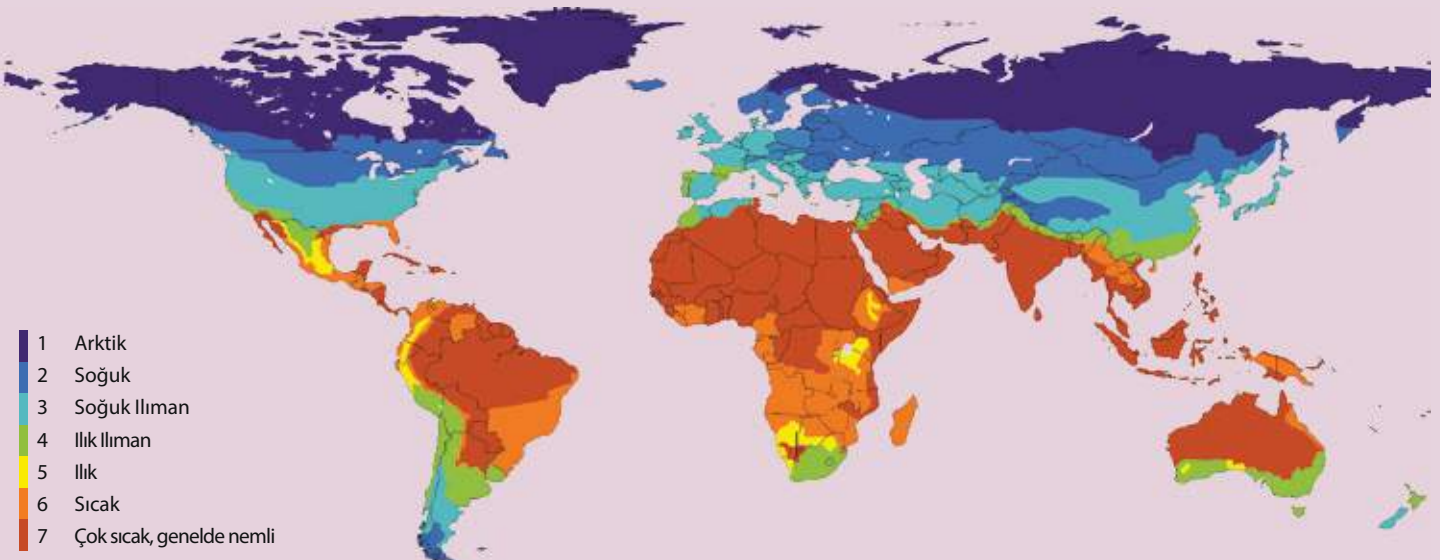 1 Arktik
2 Soğuk
3 Soğuk Ilıman
4 Ilık Ilıman
5 Ilık
6 Sıcak
7 Çok sıcak, genelde nemli